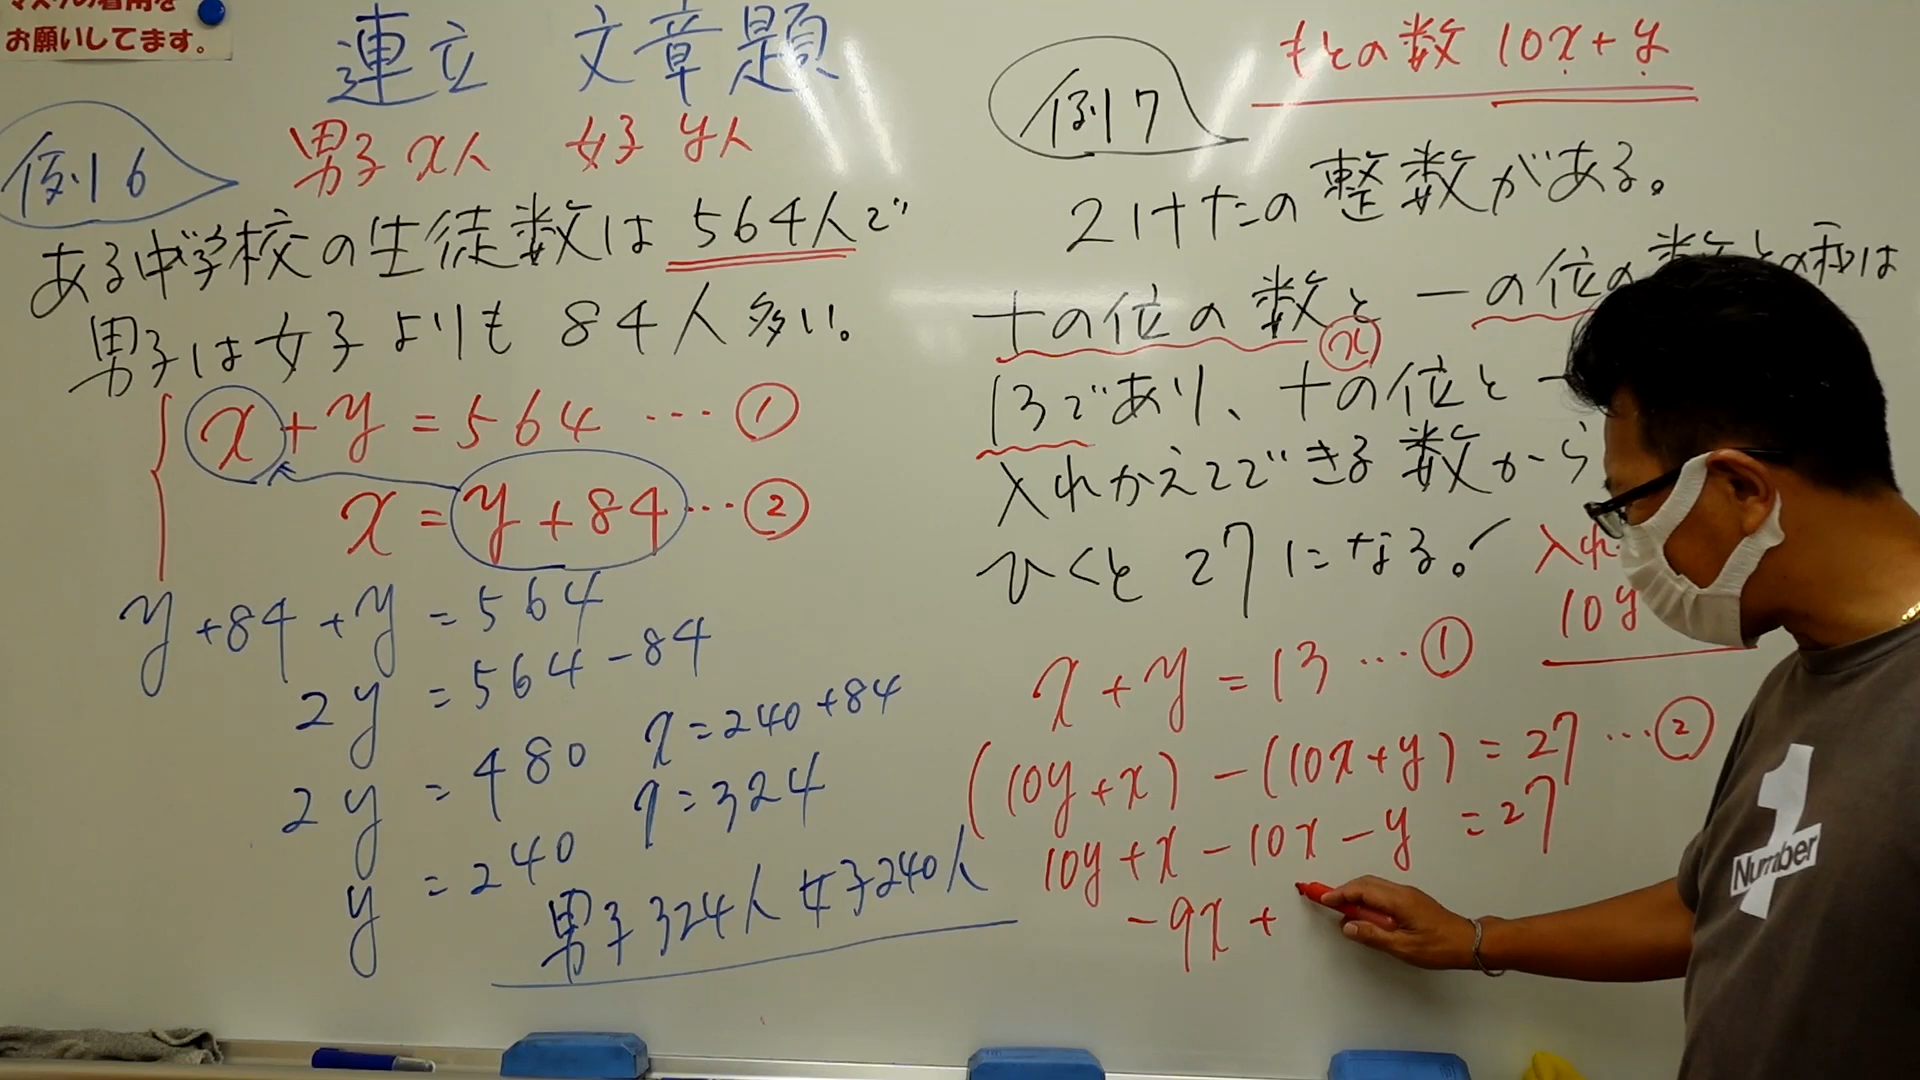 マスクの着用を
お願いしてます。
連立 文章題
例16
男子 x人 女子 y人
ある中学校の生徒数は 564人で
男子は女子よりも 84人多い。
x + y = 564 … ①
x = y + 84 … ②
y + 84 + y = 564
2y = 564 - 84
2y = 480
y = 240
x = 240 + 84
x = 324
男子324人 女子240人
例17
もとの数 10x + y
2けたの整数がある。
十の位の数と一の位の数との和は
x
13であり、十の位と一
入れかえてできる数から
ひくと 27になる。
入れ
10y
x + y = 13 … ①
(10y + x) - (10x + y) = 27 … ②
10y + x - 10x - y = 27
-9x +
Number
1